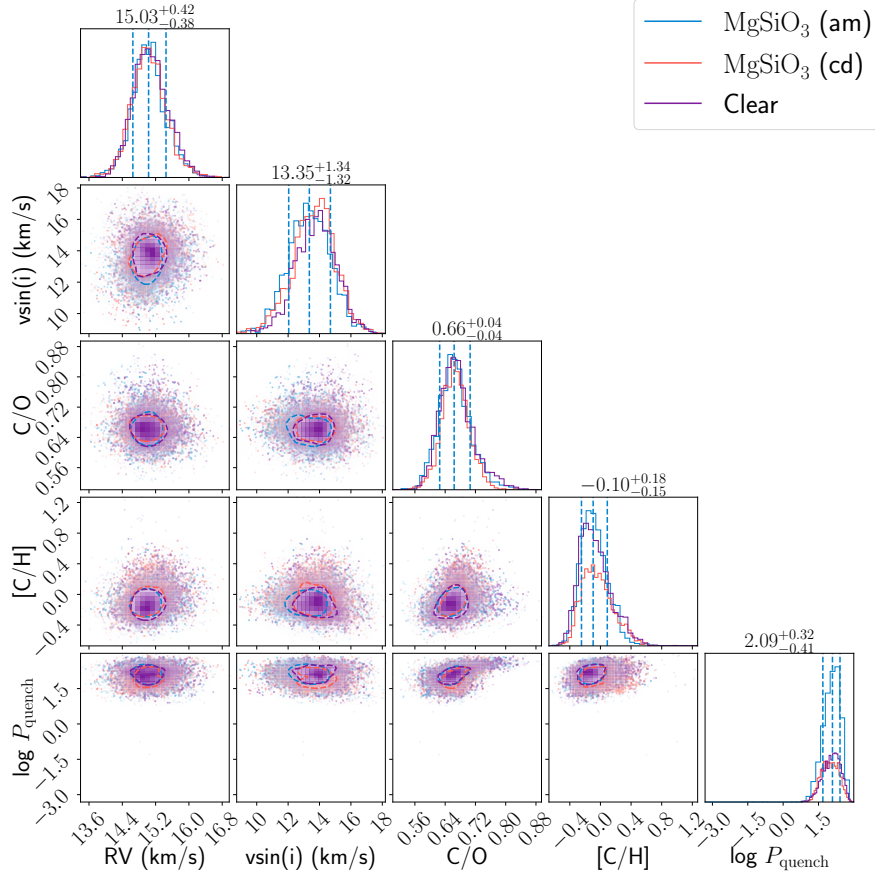 15.03^{+0.42}_{-0.38}
MgSiO₃ (am)
MgSiO₃ (cd)
Clear
13.35^{+1.34}_{-1.32}
vsin(i) (km/s)
18
16
14
12
10
0.66^{+0.04}_{-0.04}
C/O
0.88
0.80
0.72
0.64
0.56
−0.10^{+0.18}_{-0.15}
[C/H]
1.2
0.8
0.4
0.0
−0.4
2.09^{+0.32}_{-0.41}
log P_{quench}
1.5
0.0
−1.5
−3.0
13.6 14.4 15.2 16.0 16.8 10 12 14 16 18 0.56 0.64 0.72 0.80 0.88 −0.4 0.0 0.4 0.8 1.2 −3.0 −1.5 0.0 1.5
RV (km/s) vsin(i) (km/s) C/O [C/H] log P_{quench}